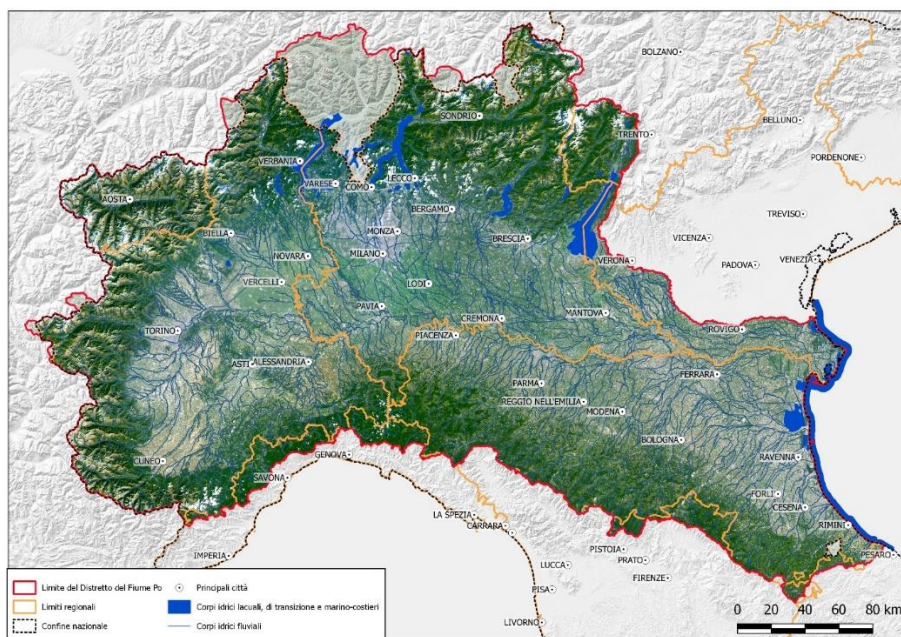 BOLZANO
BELLUNO
SONDRIO
TRENTO
PORDENONE
VERBANIA
LECCO
VARESE
COMO
AOSTA
BERGAMO
TREVISO
BIELLA
MONZA
BRESCIA
VICENZA
NOVARA
MILANO
VERONA
PADOVA
VENEZIA
VERCELLI
LODI
PAVIA
MANTOVA
CREMONA
TORINO
ROVIGO
PIACENZA
ASTI
ALESSANDRIA
FERRARA
PARMA
REGGIO NELL'EMILIA
MODENA
BOLOGNA
GENOVA
RAVENNA
CUNEO
SAVONA
FORLI'
CESENA
LA SPEZIA
CARRARA
RIMINI
IMPERIA
PISTOIA
PESARO
PRATO
LUCCA
FIRENZE
PISA
LIVORNO
Limite del Distretto del Fiume Po
Principali città
Limiti regionali
Corpi idrici lacuali, di transizione e marino-costieri
Confine nazionale
Corpi idrici fluviali
0 20 40 60 80 km